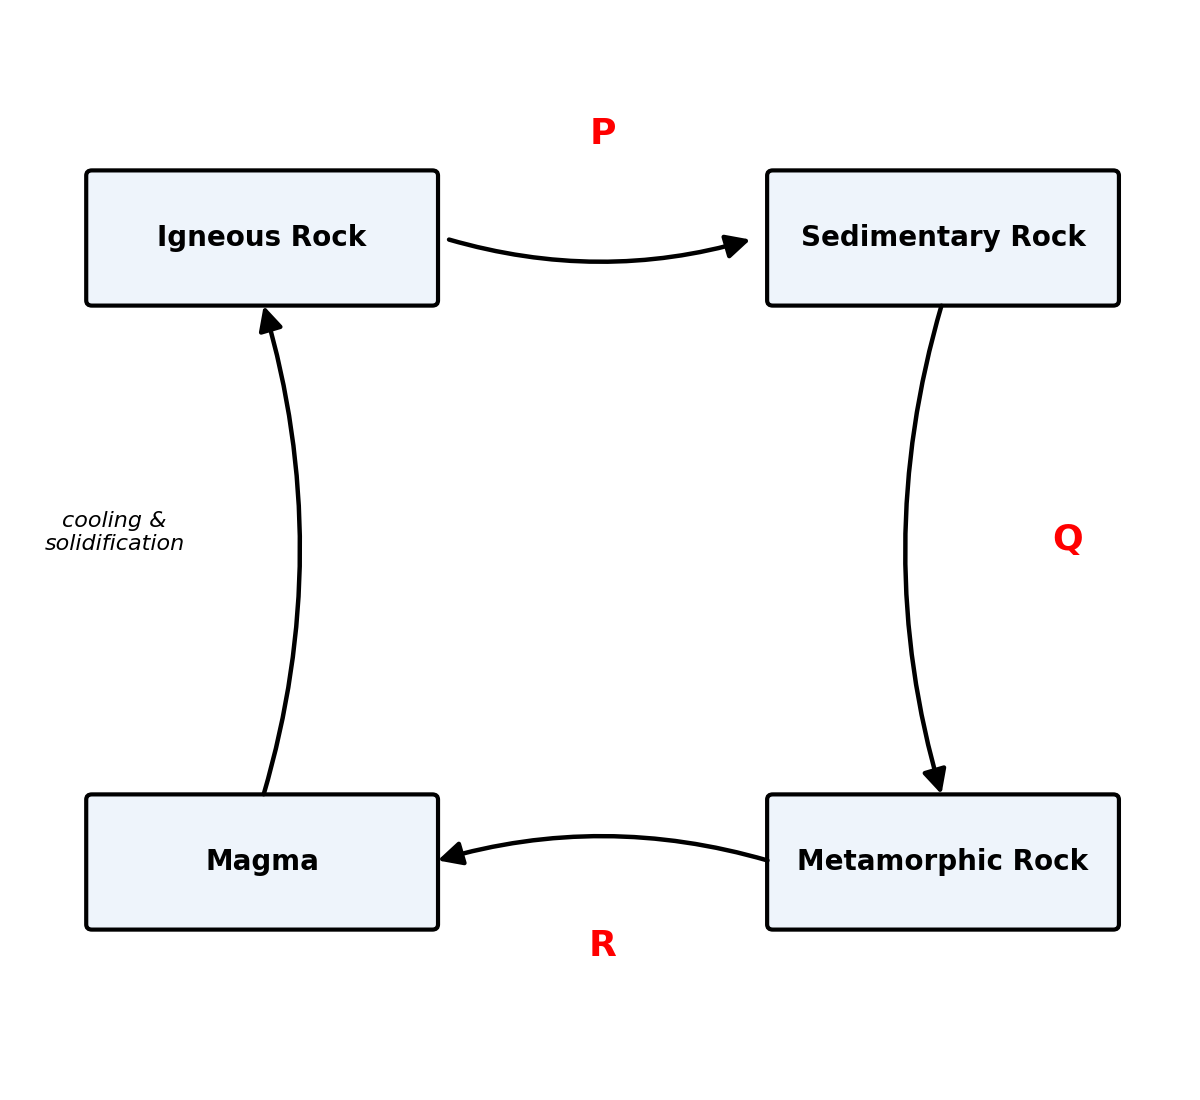 P
Igneous Rock
Sedimentary Rock
cooling &
solidification
Q
Magma
Metamorphic Rock
R